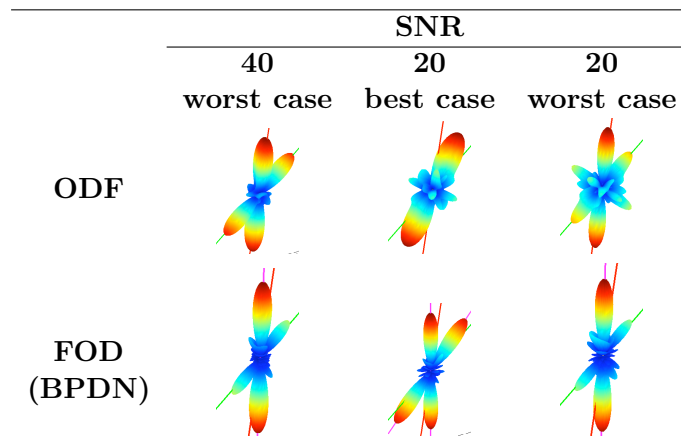 SNR
40 20 20
worst case best case worst case
ODF
FOD
(BPDN)